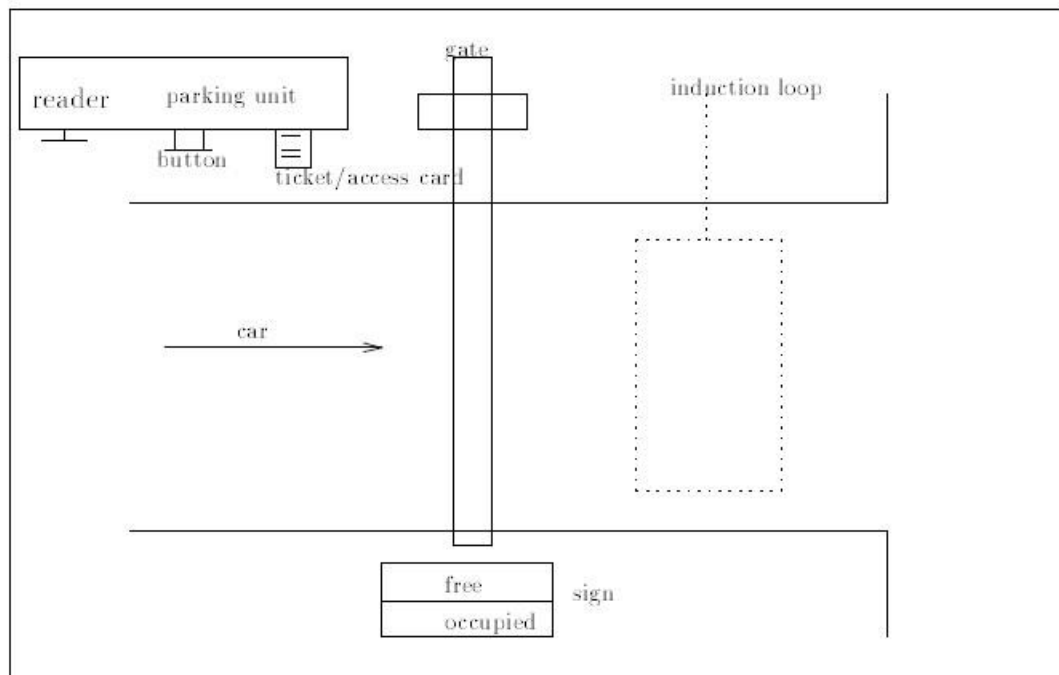 gate
reader
parking unit
induction loop
button
ticket/access card
car
free
sign
occupied